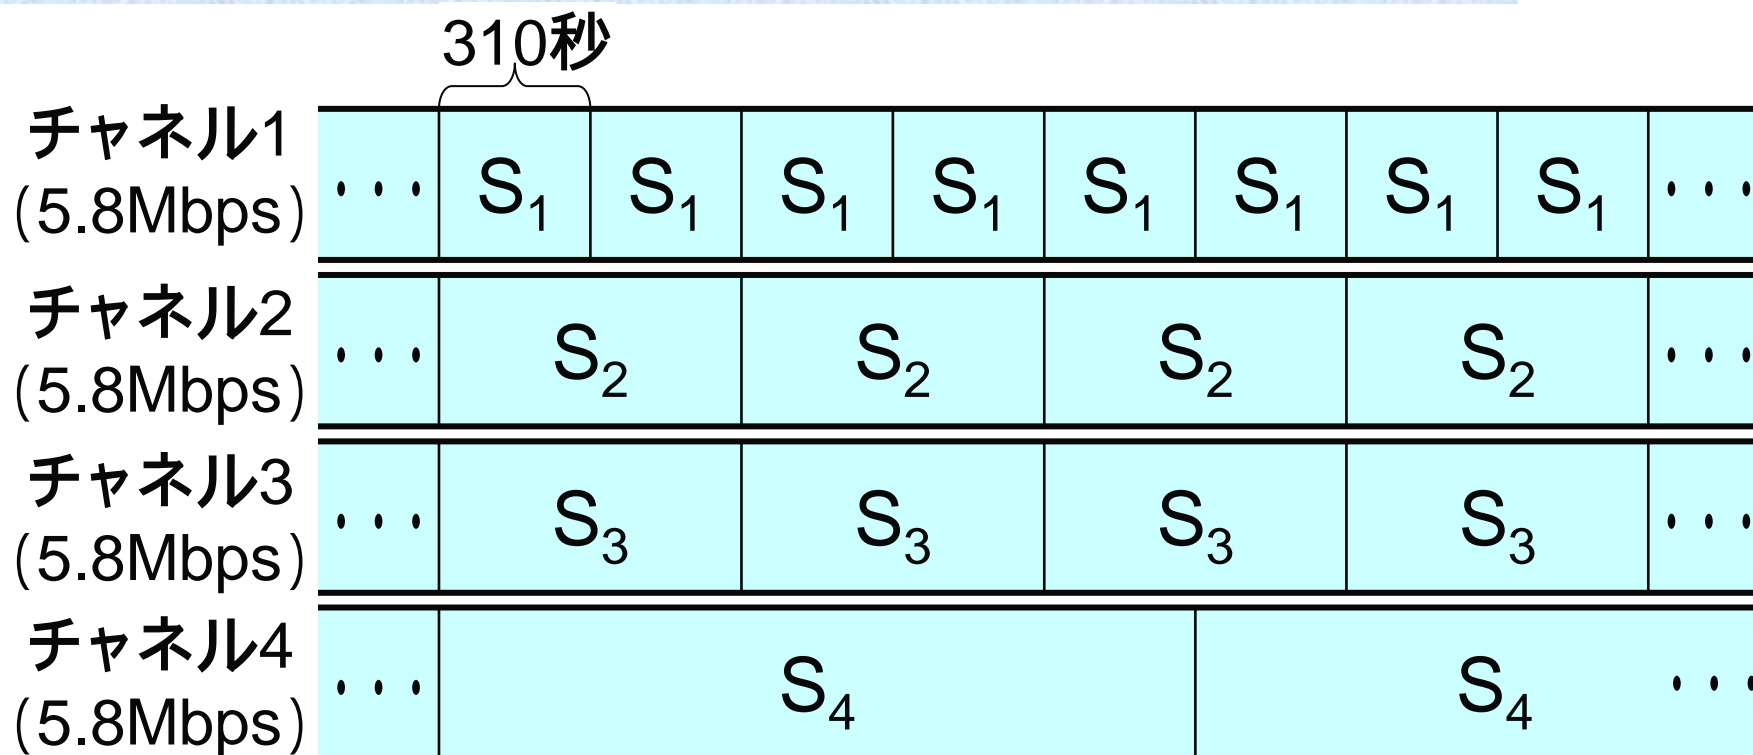 310秒
チャネル1
(5.8Mbps)
・・・ S₁ S₁ S₁ S₁ S₁ S₁ S₁ S₁ ・・・
チャネル2
(5.8Mbps)
・・・ S₂ S₂ S₂ S₂ ・・・
チャネル3
(5.8Mbps)
・・・ S₃ S₃ S₃ S₃ ・・・
チャネル4
(5.8Mbps)
・・・ S₄ S₄ ・・・